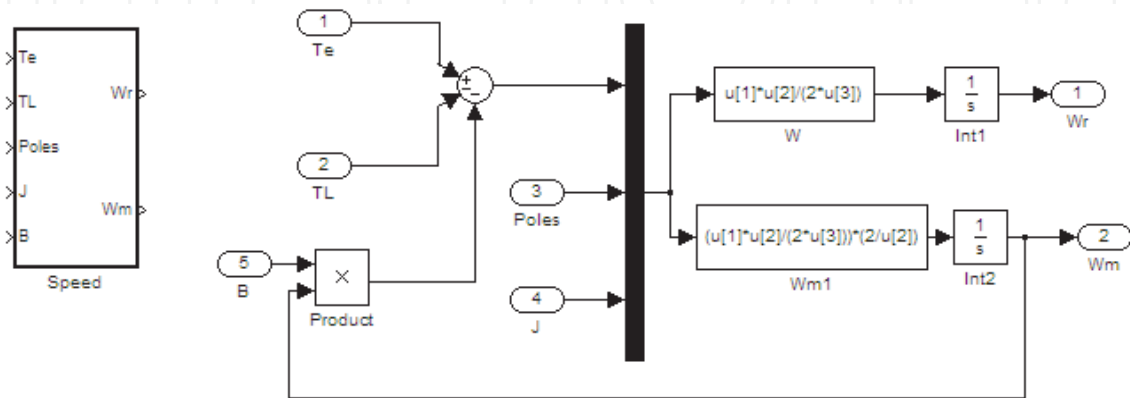 Te
TL
Poles
J
B
Wr
Wm
Speed
1
Te
+
−
−
2
TL
5
B
×
Product
3
Poles
4
J
u[1]*u[2]/(2*u[3])
W
1
s
Int1
1
Wr
(u[1]*u[2]/(2*u[3]))*(2/u[2])
Wm1
1
s
Int2
2
Wm